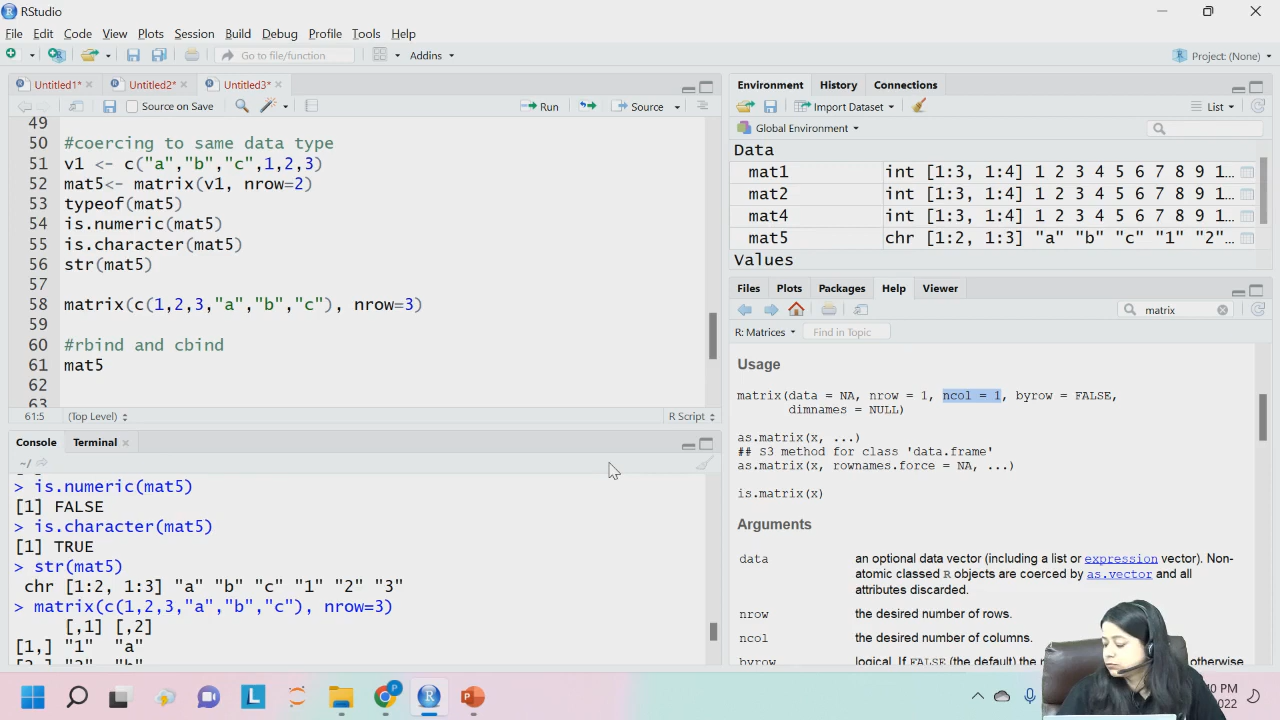 RStudio
File Edit Code View Plots Session Build Debug Profile Tools Help
Go to file/function Addins Project: (None)
Untitled1* Untitled2* Untitled3*
Source on Save Run Source
49
50 #coercing to same data type
51 v1 <- c("a","b","c",1,2,3)
52 mat5<- matrix(v1, nrow=2)
53 typeof(mat5)
54 is.numeric(mat5)
55 is.character(mat5)
56 str(mat5)
57
58 matrix(c(1,2,3,"a","b","c"), nrow=3)
59
60 #rbind and cbind
61 mat5
62
63
61:5 (Top Level) R Script
Console Terminal
~/
> is.numeric(mat5)
[1] FALSE
> is.character(mat5)
[1] TRUE
> str(mat5)
chr [1:2, 1:3] "a" "b" "c" "1" "2" "3"
> matrix(c(1,2,3,"a","b","c"), nrow=3)
[,1] [,2]
[1,] "1" "a"
Environment History Connections
Import Dataset List
Global Environment
Data
mat1 int [1:3, 1:4] 1 2 3 4 5 6 7 8 9 1...
mat2 int [1:3, 1:4] 1 2 3 4 5 6 7 8 9 1...
mat4 int [1:3, 1:4] 1 2 3 4 5 6 7 8 9 1...
mat5 chr [1:2, 1:3] "a" "b" "c" "1" "2"...
Values
Files Plots Packages Help Viewer
matrix
R: Matrices Find in Topic
Usage
matrix(data = NA, nrow = 1, ncol = 1, byrow = FALSE,
dimnames = NULL)
as.matrix(x, ...)
## S3 method for class 'data.frame'
as.matrix(x, rownames.force = NA, ...)
is.matrix(x)
Arguments
data an optional data vector (including a list or expression vector). Non-
atomic classed R objects are coerced by as.vector and all
attributes discarded.
nrow the desired number of rows.
ncol the desired number of columns.
byrow logical. If FALSE (the default) the otherwise